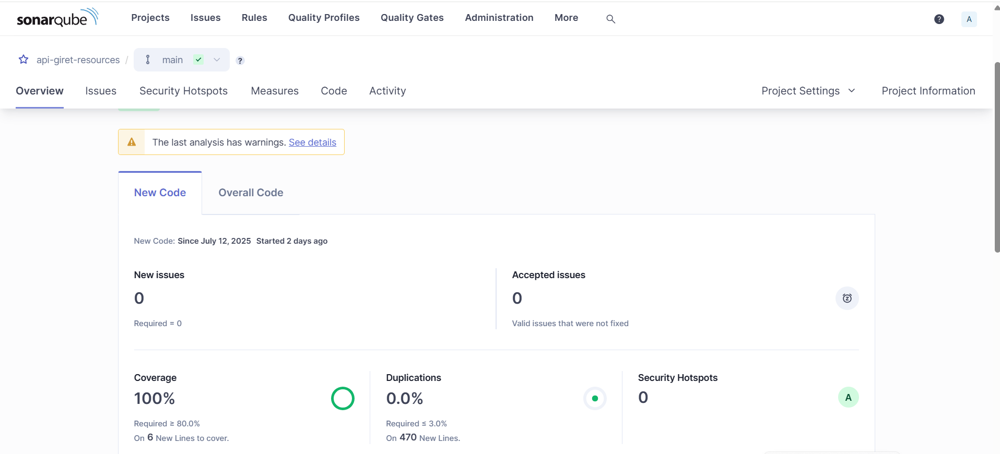 sonarqube Projects Issues Rules Quality Profiles Quality Gates Administration More ? A
api-giret-resources / main ?
Overview Issues Security Hotspots Measures Code Activity Project Settings Project Information
The last analysis has warnings. See details
New Code Overall Code
New Code: Since July 12, 2025 Started 2 days ago
New issues
0
Required = 0
Accepted issues
0
Valid issues that were not fixed
Coverage
100%
Required ≥ 80.0%
On 6 New Lines to cover.
Duplications
0.0%
Required ≤ 3.0%
On 470 New Lines.
Security Hotspots
0
A